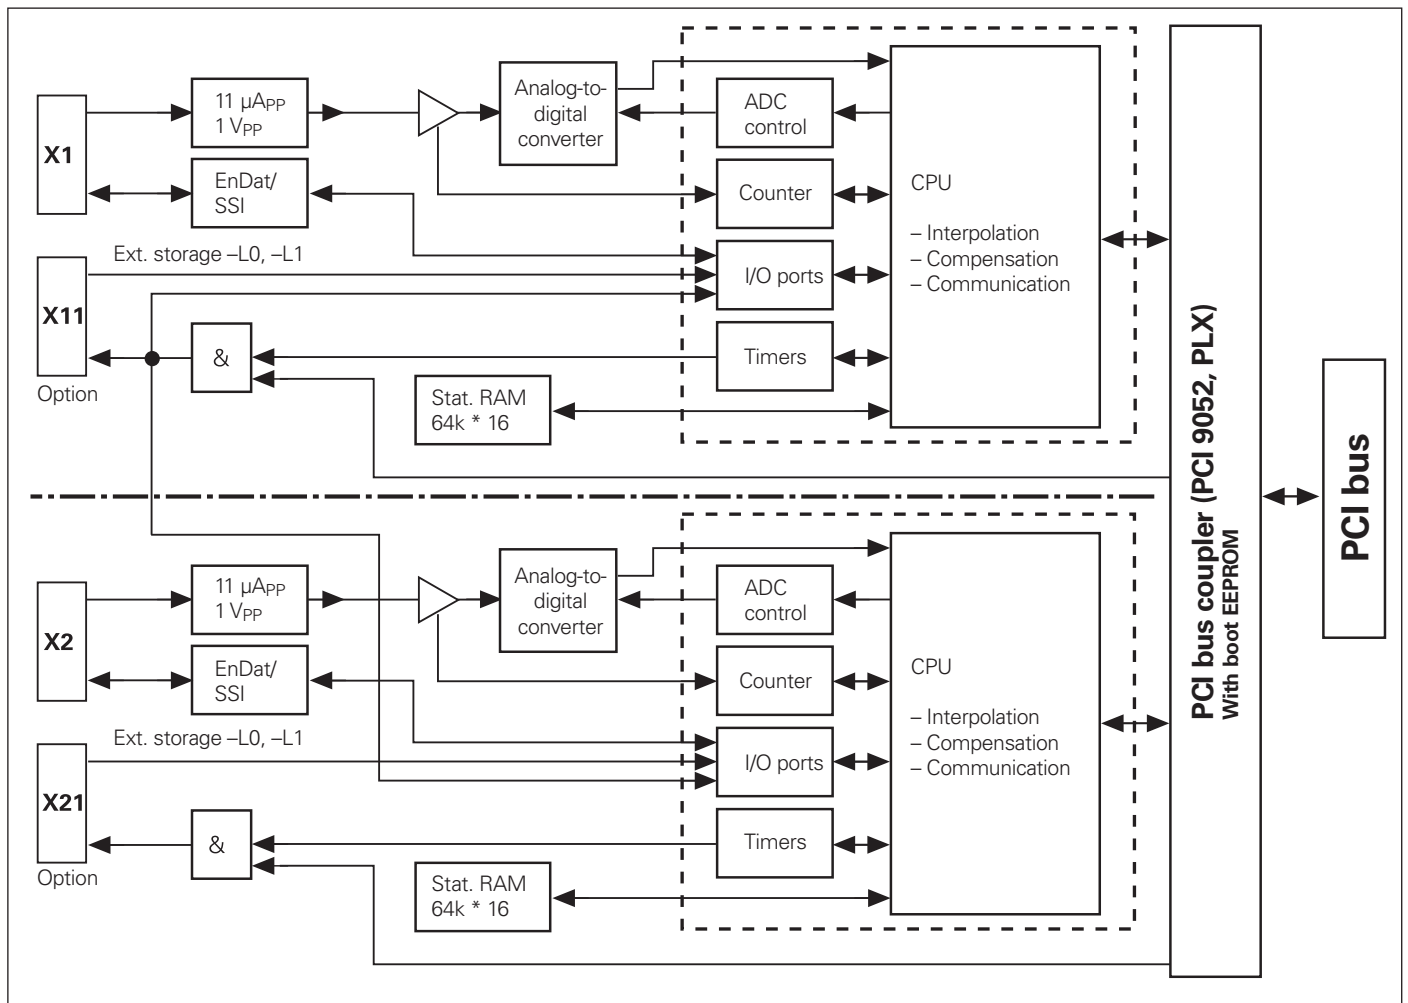 X1
11 µAPP
1 VPP
EnDat/
SSI
Analog-to-
digital
converter
ADC
control
Counter
I/O ports
Timers
CPU
– Interpolation
– Compensation
– Communication
Ext. storage –L0, –L1
X11
Option
&
Stat. RAM
64k * 16
X2
11 µAPP
1 VPP
EnDat/
SSI
Analog-to-
digital
converter
ADC
control
Counter
I/O ports
Timers
CPU
– Interpolation
– Compensation
– Communication
Ext. storage –L0, –L1
X21
Option
&
Stat. RAM
64k * 16
PCI bus coupler (PCI 9052, PLX)
With boot EEPROM
PCI bus